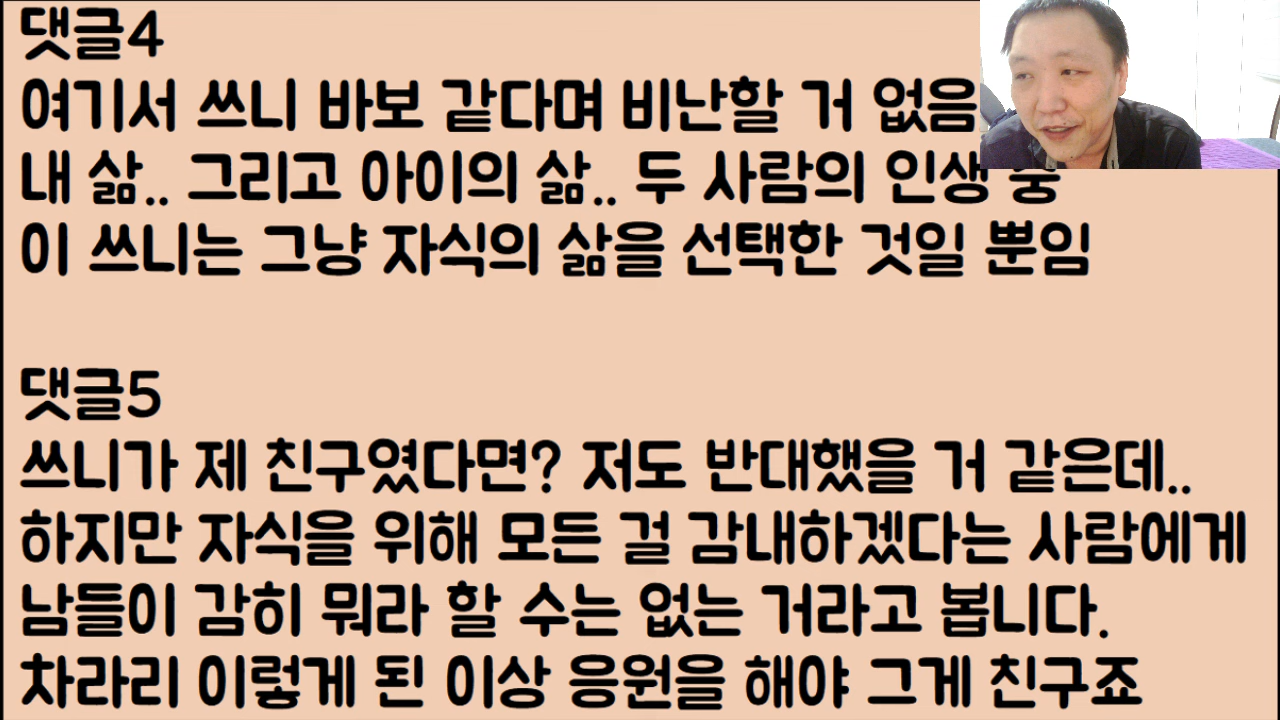 댓글4
여기서 쓰니 바보 같다며 비난할 거 없음
내 삶.. 그리고 아이의 삶.. 두 사람의 인생 중
이 쓰니는 그냥 자식의 삶을 선택한 것일 뿐임
댓글5
쓰니가 제 친구였다면? 저도 반대했을 거 같은데..
하지만 자식을 위해 모든 걸 감내하겠다는 사람에게
남들이 감히 뭐라 할 수는 없는 거라고 봅니다.
차라리 이렇게 된 이상 응원을 해야 그게 친구죠